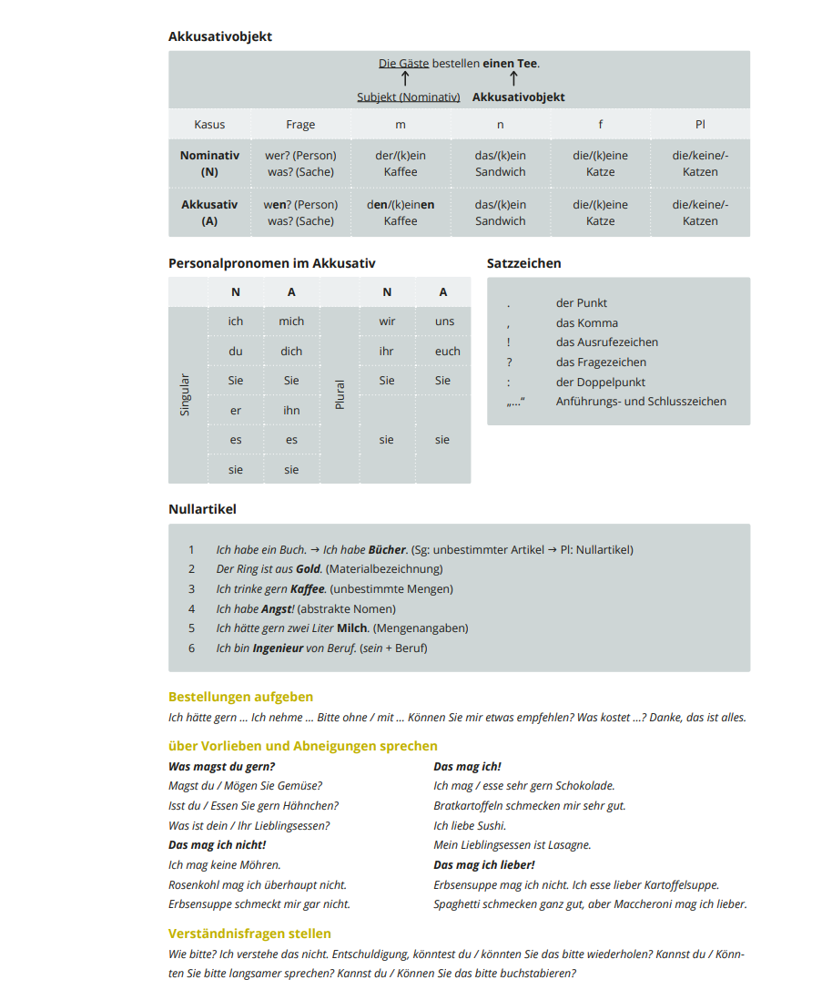 Akkusativobjekt
Die Gäste bestellen einen Tee.
↑ ↑
Subjekt (Nominativ) Akkusativobjekt
Kasus Frage m n f Pl
Nominativ wer? (Person) der/(k)ein das/(k)ein die/(k)eine die/keine/-
(N) was? (Sache) Kaffee Sandwich Katze Katzen
Akkusativ wen? (Person) den/(k)einen das/(k)ein die/(k)eine die/keine/-
(A) was? (Sache) Kaffee Sandwich Katze Katzen
Personalpronomen im Akkusativ
N A N A
Singular Plural
ich mich wir uns
du dich ihr euch
Sie Sie Sie Sie
er ihn
es es sie sie
sie sie
Satzzeichen
. der Punkt
, das Komma
! das Ausrufezeichen
? das Fragezeichen
: der Doppelpunkt
„…“ Anführungs- und Schlusszeichen
Nullartikel
1 Ich habe ein Buch. → Ich habe Bücher. (Sg: unbestimmter Artikel → Pl: Nullartikel)
2 Der Ring ist aus Gold. (Materialbezeichnung)
3 Ich trinke gern Kaffee. (unbestimmte Mengen)
4 Ich habe Angst! (abstrakte Nomen)
5 Ich hätte gern zwei Liter Milch. (Mengenangaben)
6 Ich bin Ingenieur von Beruf. (sein + Beruf)
Bestellungen aufgeben
Ich hätte gern … Ich nehme … Bitte ohne / mit … Können Sie mir etwas empfehlen? Was kostet …? Danke, das ist alles.
über Vorlieben und Abneigungen sprechen
Was magst du gern?
Magst du / Mögen Sie Gemüse?
Isst du / Essen Sie gern Hähnchen?
Was ist dein / Ihr Lieblingsessen?
Das mag ich nicht!
Ich mag keine Möhren.
Rosenkohl mag ich überhaupt nicht.
Erbsensuppe schmeckt mir gar nicht.
Das mag ich!
Ich mag / esse sehr gern Schokolade.
Bratkartoffeln schmecken mir sehr gut.
Ich liebe Sushi.
Mein Lieblingsessen ist Lasagne.
Das mag ich lieber!
Erbsensuppe mag ich nicht. Ich esse lieber Kartoffelsuppe.
Spaghetti schmecken ganz gut, aber Maccheroni mag ich lieber.
Verständnisfragen stellen
Wie bitte? Ich verstehe das nicht. Entschuldigung, könntest du / könnten Sie das bitte wiederholen? Kannst du / Könn-
ten Sie bitte langsamer sprechen? Kannst du / Können Sie das bitte buchstabieren?